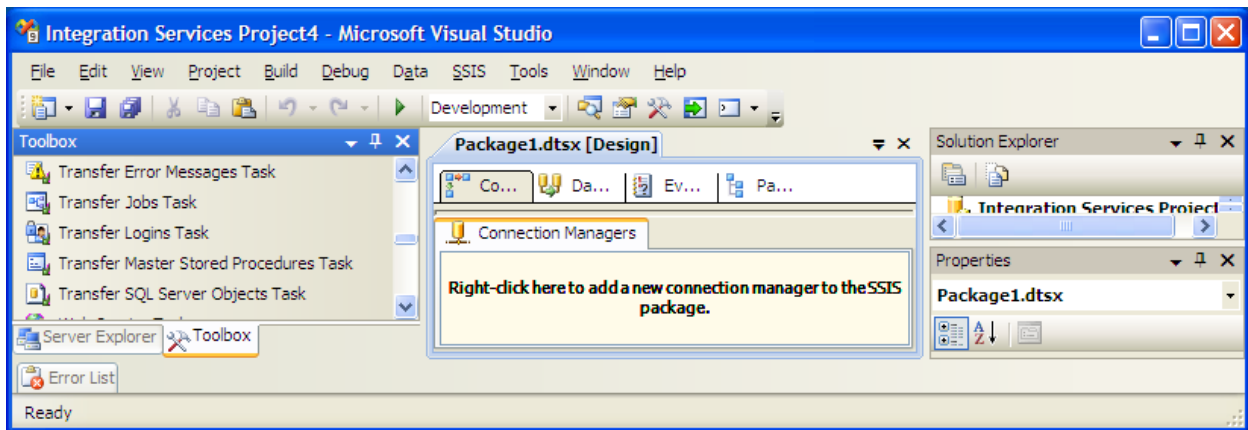 Integration Services Project4 - Microsoft Visual Studio
File Edit View Project Build Debug Data SSIS Tools Window Help
Development
Toolbox
Transfer Error Messages Task
Transfer Jobs Task
Transfer Logins Task
Transfer Master Stored Procedures Task
Transfer SQL Server Objects Task
Server Explorer Toolbox
Package1.dtsx [Design]
Co... Da... Ev... Pa...
Connection Managers
Right-click here to add a new connection manager to the SSIS
package.
Solution Explorer
Integration Services Project
Properties
Package1.dtsx
Error List
Ready